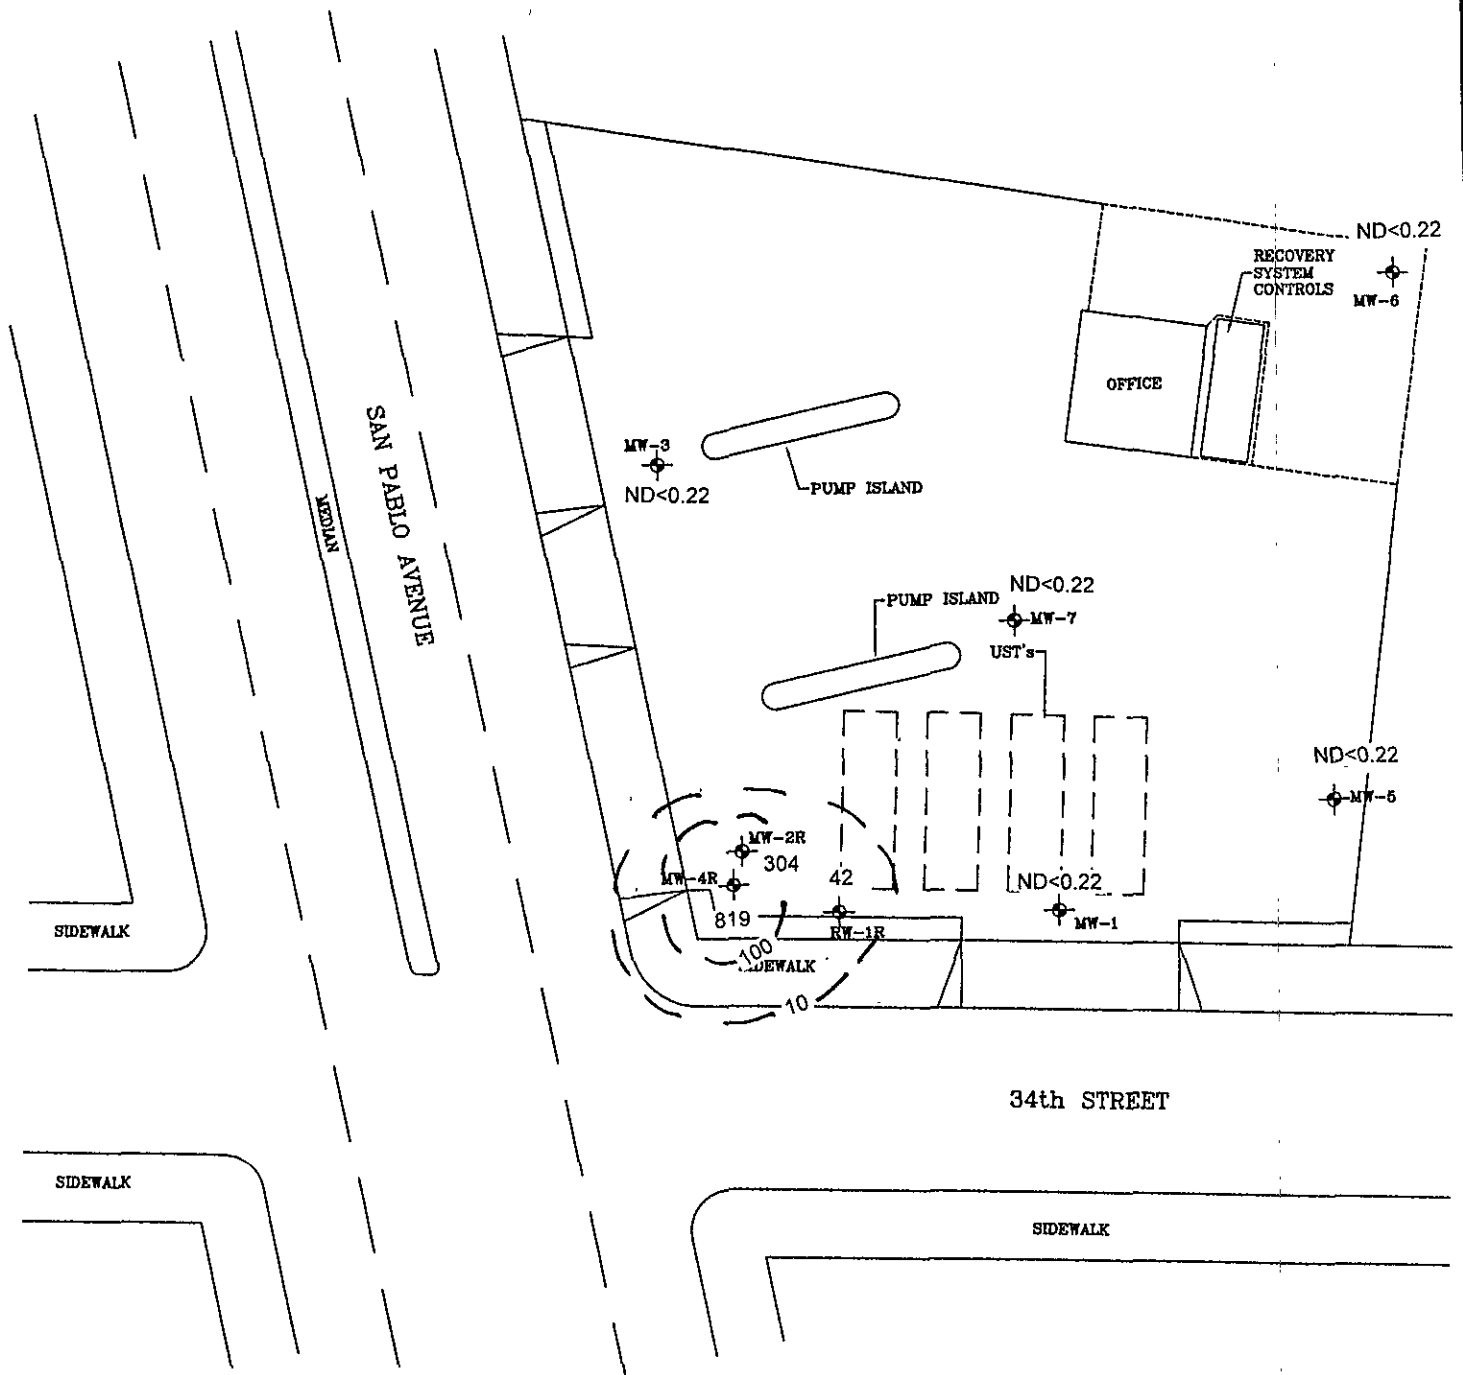 ND<0.22
RECOVERY
SYSTEM
CONTROLS
MW-6
OFFICE
SAN PABLO AVENUE
MEDIAN
MW-3
ND<0.22
PUMP ISLAND
ND<0.22
PUMP ISLAND
MW-7
UST's
ND<0.22
MW-5
MW-2R
304
MW-4R
42
ND<0.22
819
RW-1R
MW-1
SIDEWALK
100
SIDEWALK
10
34th STREET
SIDEWALK
SIDEWALK